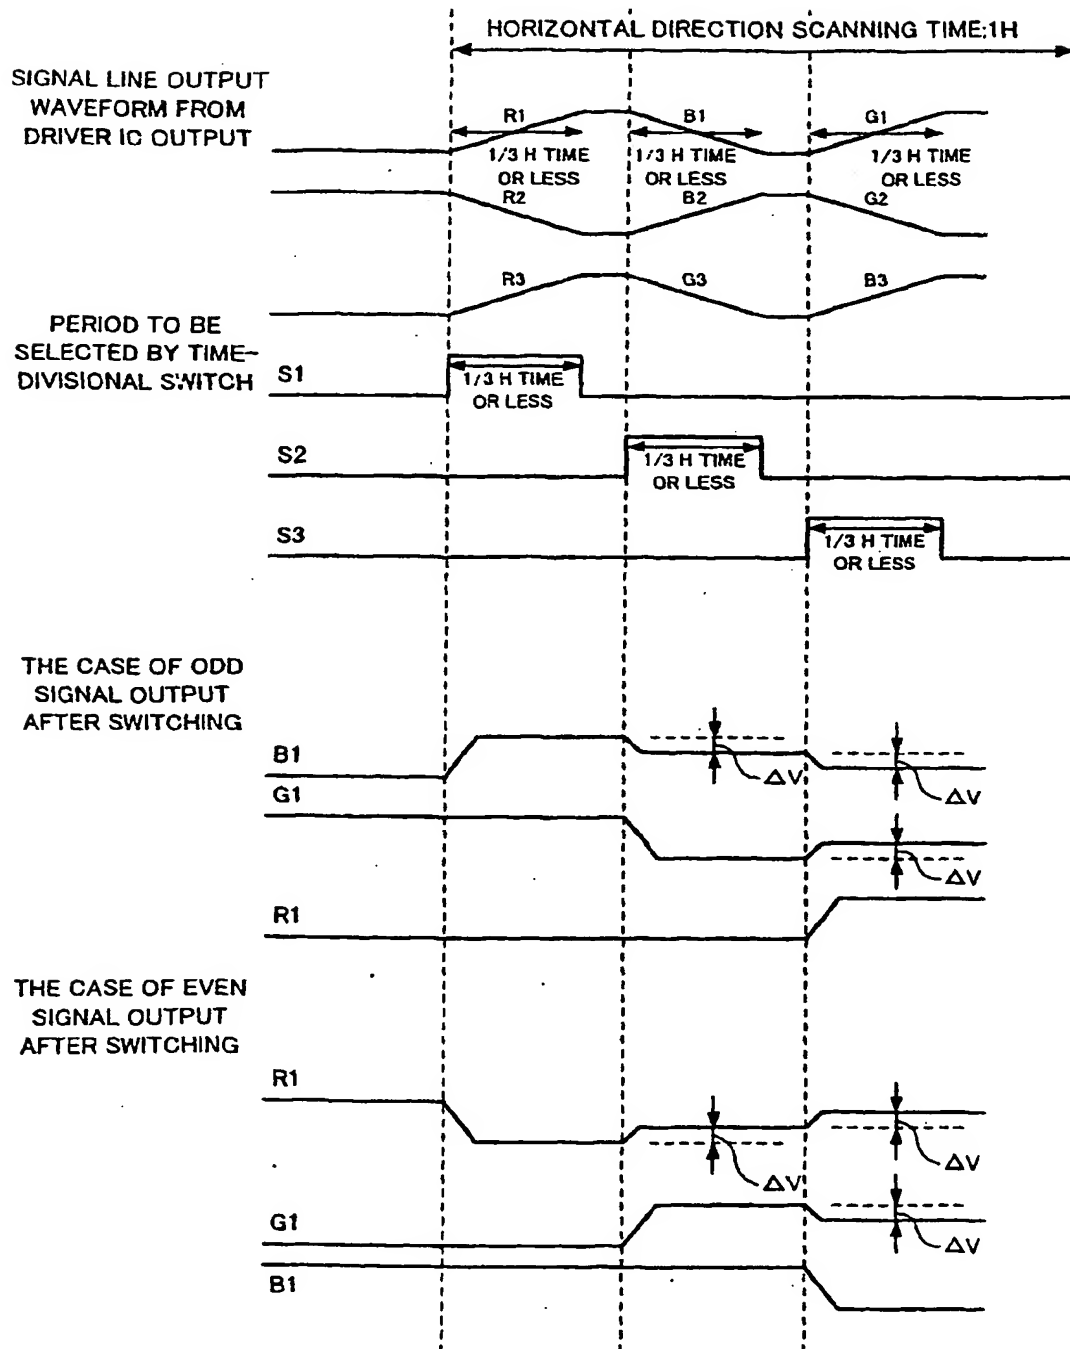 HORIZONTAL DIRECTION SCANNING TIME:1H
SIGNAL LINE OUTPUT
WAVEFORM FROM
DRIVER IC OUTPUT
R1
B1
G1
1/3 H TIME
OR LESS
1/3 H TIME
OR LESS
1/3 H TIME
OR LESS
R2
B2
G2
R3
G3
B3
PERIOD TO BE
SELECTED BY TIME-
DIVISIONAL SWITCH
S1
1/3 H TIME
OR LESS
S2
1/3 H TIME
OR LESS
S3
1/3 H TIME
OR LESS
THE CASE OF ODD
SIGNAL OUTPUT
AFTER SWITCHING
B1
ΔV
ΔV
G1
ΔV
R1
THE CASE OF EVEN
SIGNAL OUTPUT
AFTER SWITCHING
R1
ΔV
ΔV
G1
ΔV
B1